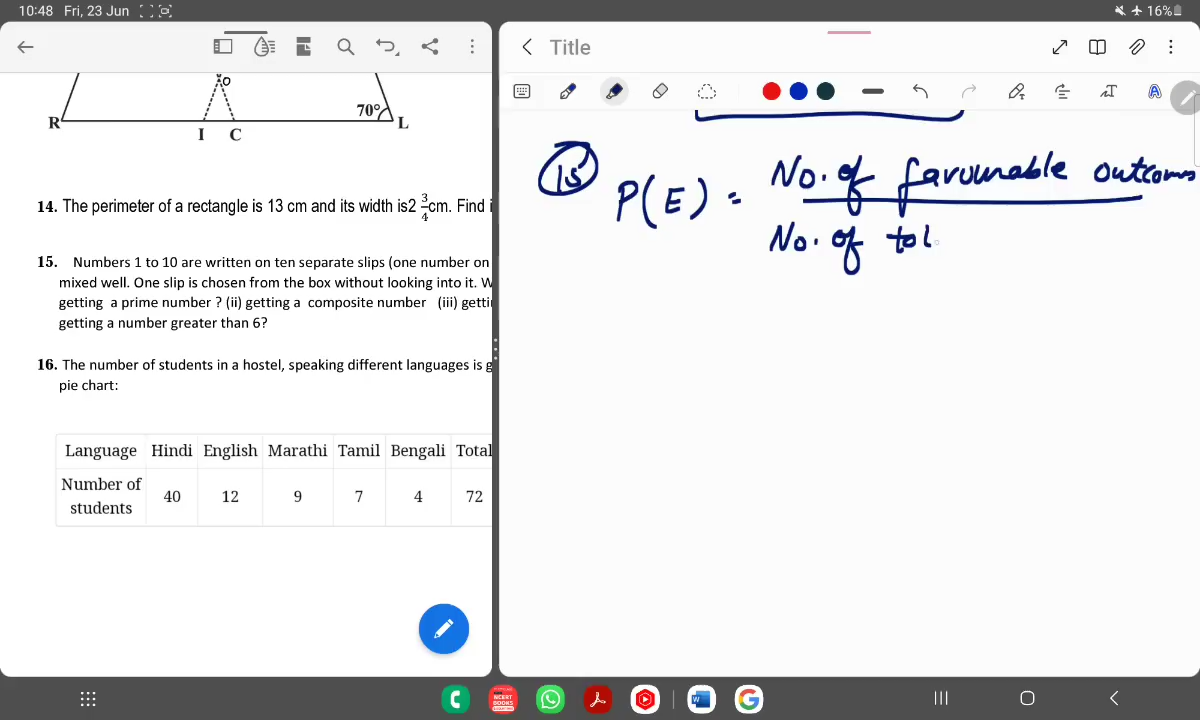 10:48 Fri, 23 Jun 16%
Title
R I C 70° L
o
14. The perimeter of a rectangle is 13 cm and its width is2 3/4 cm. Find
15. Numbers 1 to 10 are written on ten separate slips (one number on
mixed well. One slip is chosen from the box without looking into it. W
getting a prime number ? (ii) getting a composite number (iii) getti
getting a number greater than 6?
16. The number of students in a hostel, speaking different languages is g
pie chart:
Language Hindi English Marathi Tamil Bengali Total
Number of students 40 12 9 7 4 72
15 P(E) = No. of favourable outcomes
No. of tol
NCERT BOOKS